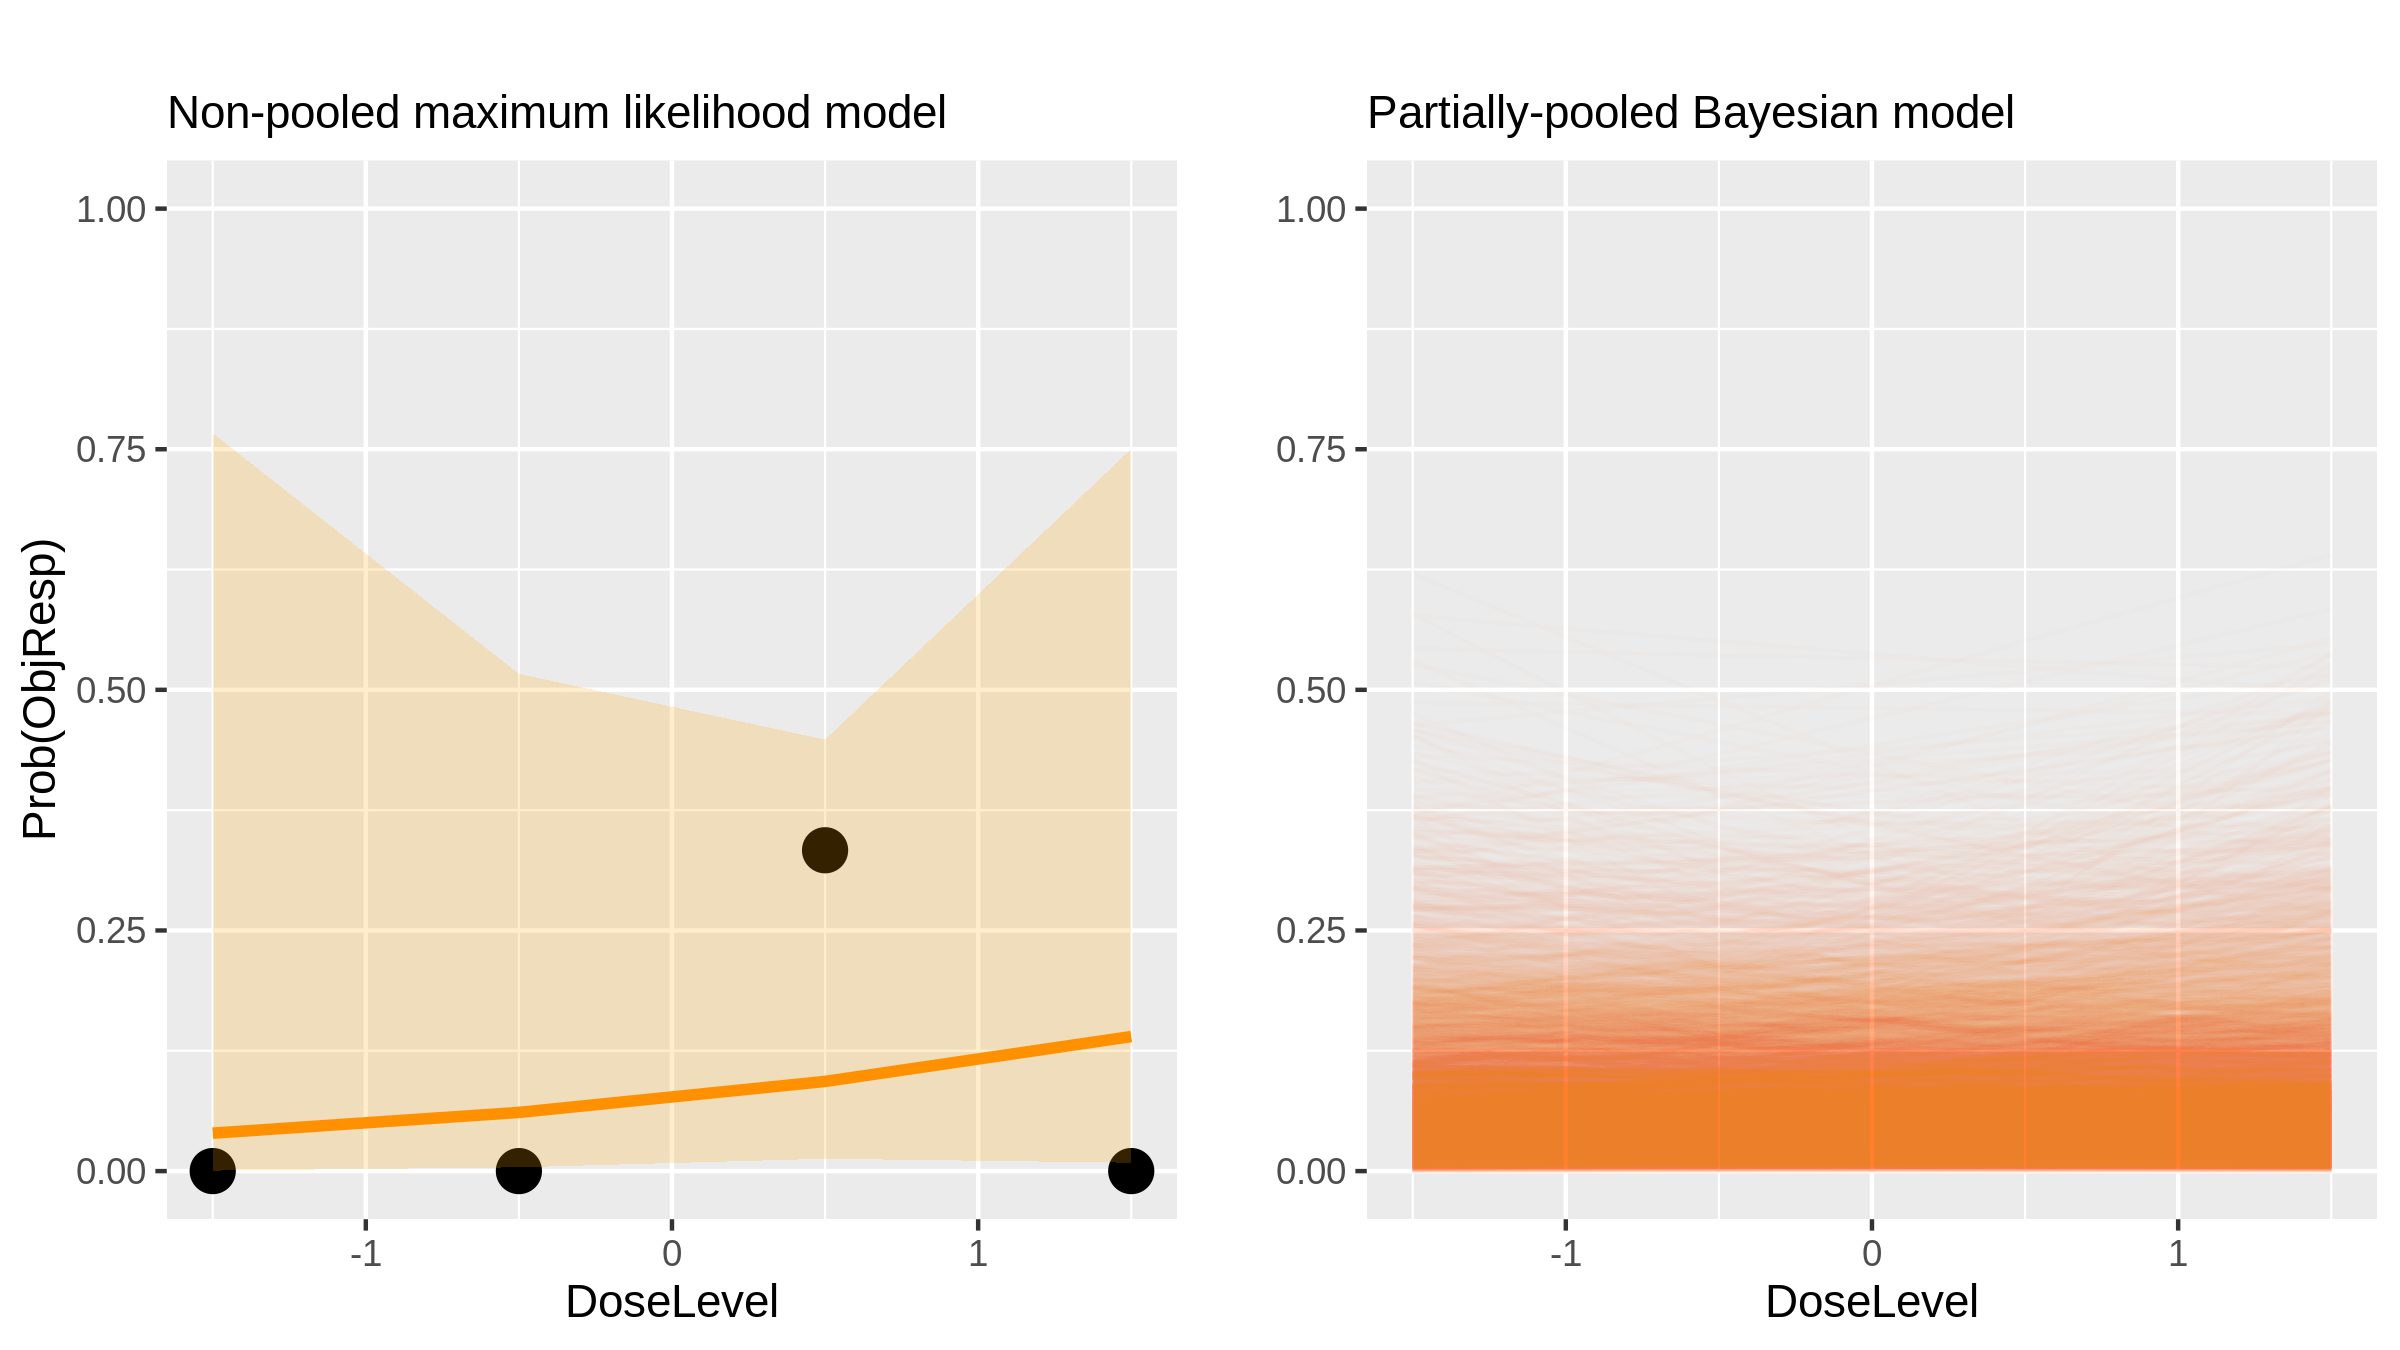 Non-pooled maximum likelihood model
Prob(ObjResp)
1.00
0.75
0.50
0.25
0.00
-1 0 1
DoseLevel
Partially-pooled Bayesian model
1.00
0.75
0.50
0.25
0.00
-1 0 1
DoseLevel